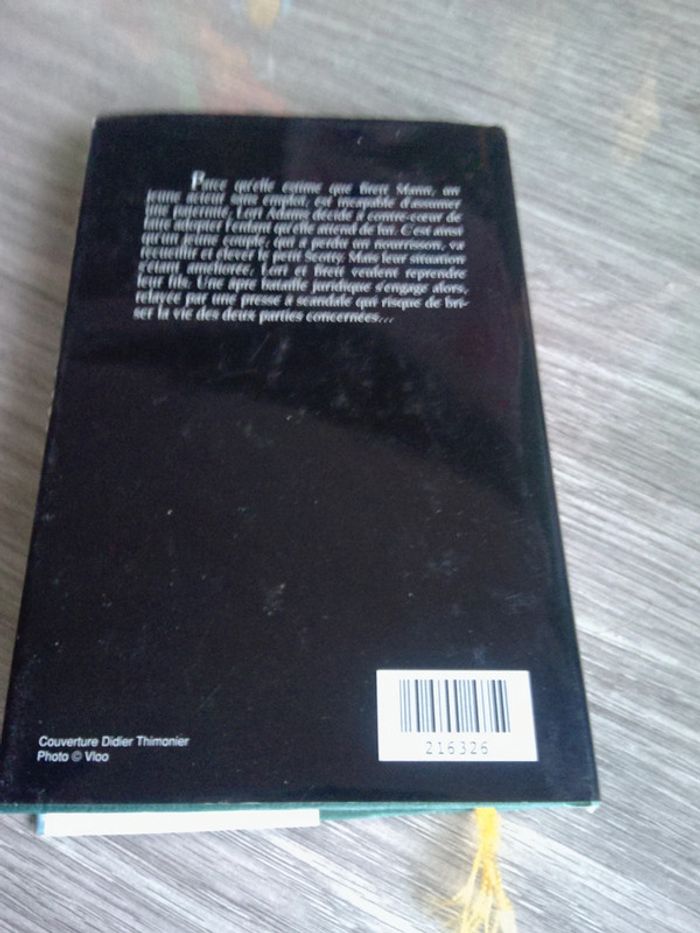 Parce qu'elle estime que Brett Mann, un
jeune acteur sans emploi, est incapable d'assumer
une paternité, Lori Adams décide à contre-cœur de
faire adopter l'enfant qu'elle attend de lui. C'est ainsi
qu'un jeune couple, qui a perdu un nourrisson, va
recueillir et élever le petit Scotty. Mais leur situation
s'étant améliorée, Lori et Brett veulent reprendre
leur fils. Une âpre bataille juridique s'engage alors,
relayée par une presse à scandale qui risque de bri-
ser la vie des deux parties concernées...
Couverture Didier Thimonier
Photo © Vloo
216326